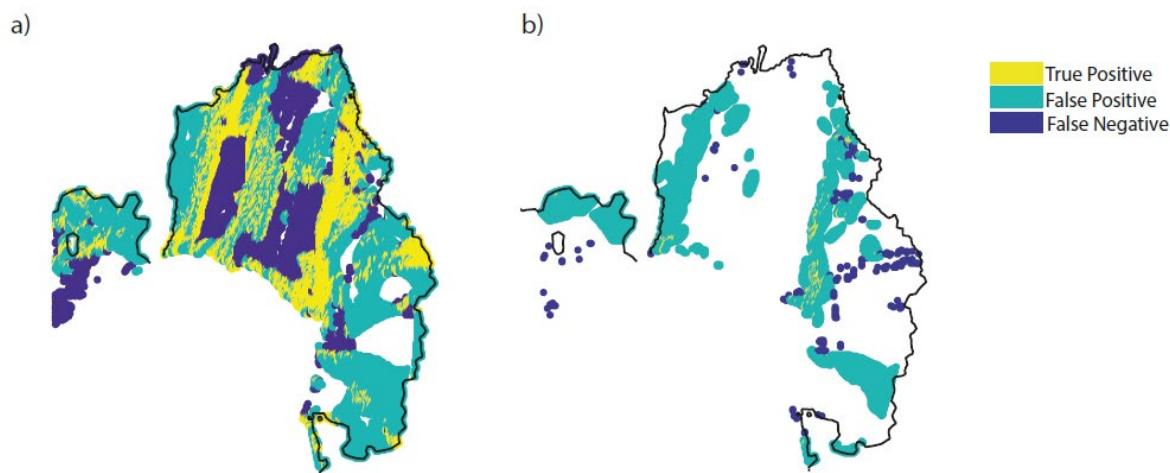 a)
b)
True Positive
False Positive
False Negative